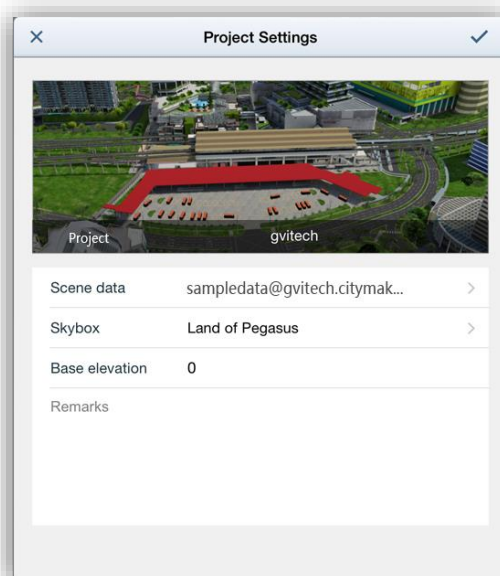 Project Settings
Project gvitech
Scene data sampledata@gvitech.citymak...
Skybox Land of Pegasus
Base elevation 0
Remarks